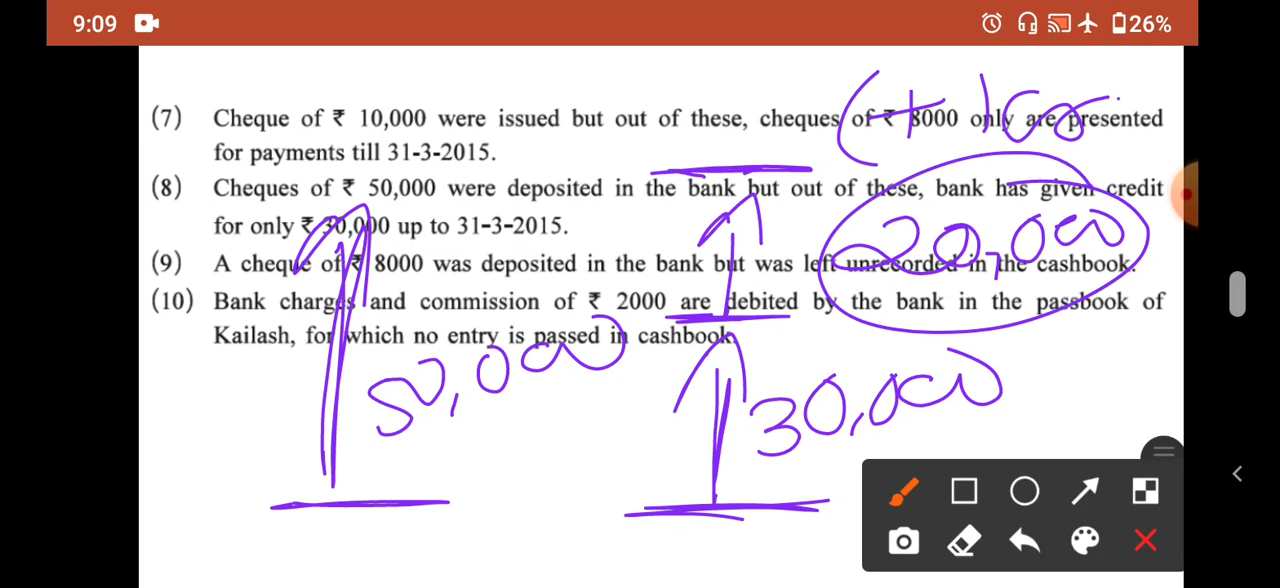 9:09 26%
(7) Cheque of ₹ 10,000 were issued but out of these, cheques of ₹ 8000 only are presented
for payments till 31-3-2015.
(8) Cheques of ₹ 50,000 were deposited in the bank but out of these, bank has given credit
for only ₹ 30,000 up to 31-3-2015.
(9) A cheque of ₹ 8000 was deposited in the bank but was left unrecorded in the cashbook.
(10) Bank charges and commission of ₹ 2000 are debited by the bank in the passbook of
Kailash, for which no entry is passed in cashbook.
20,000
50,000
30,000